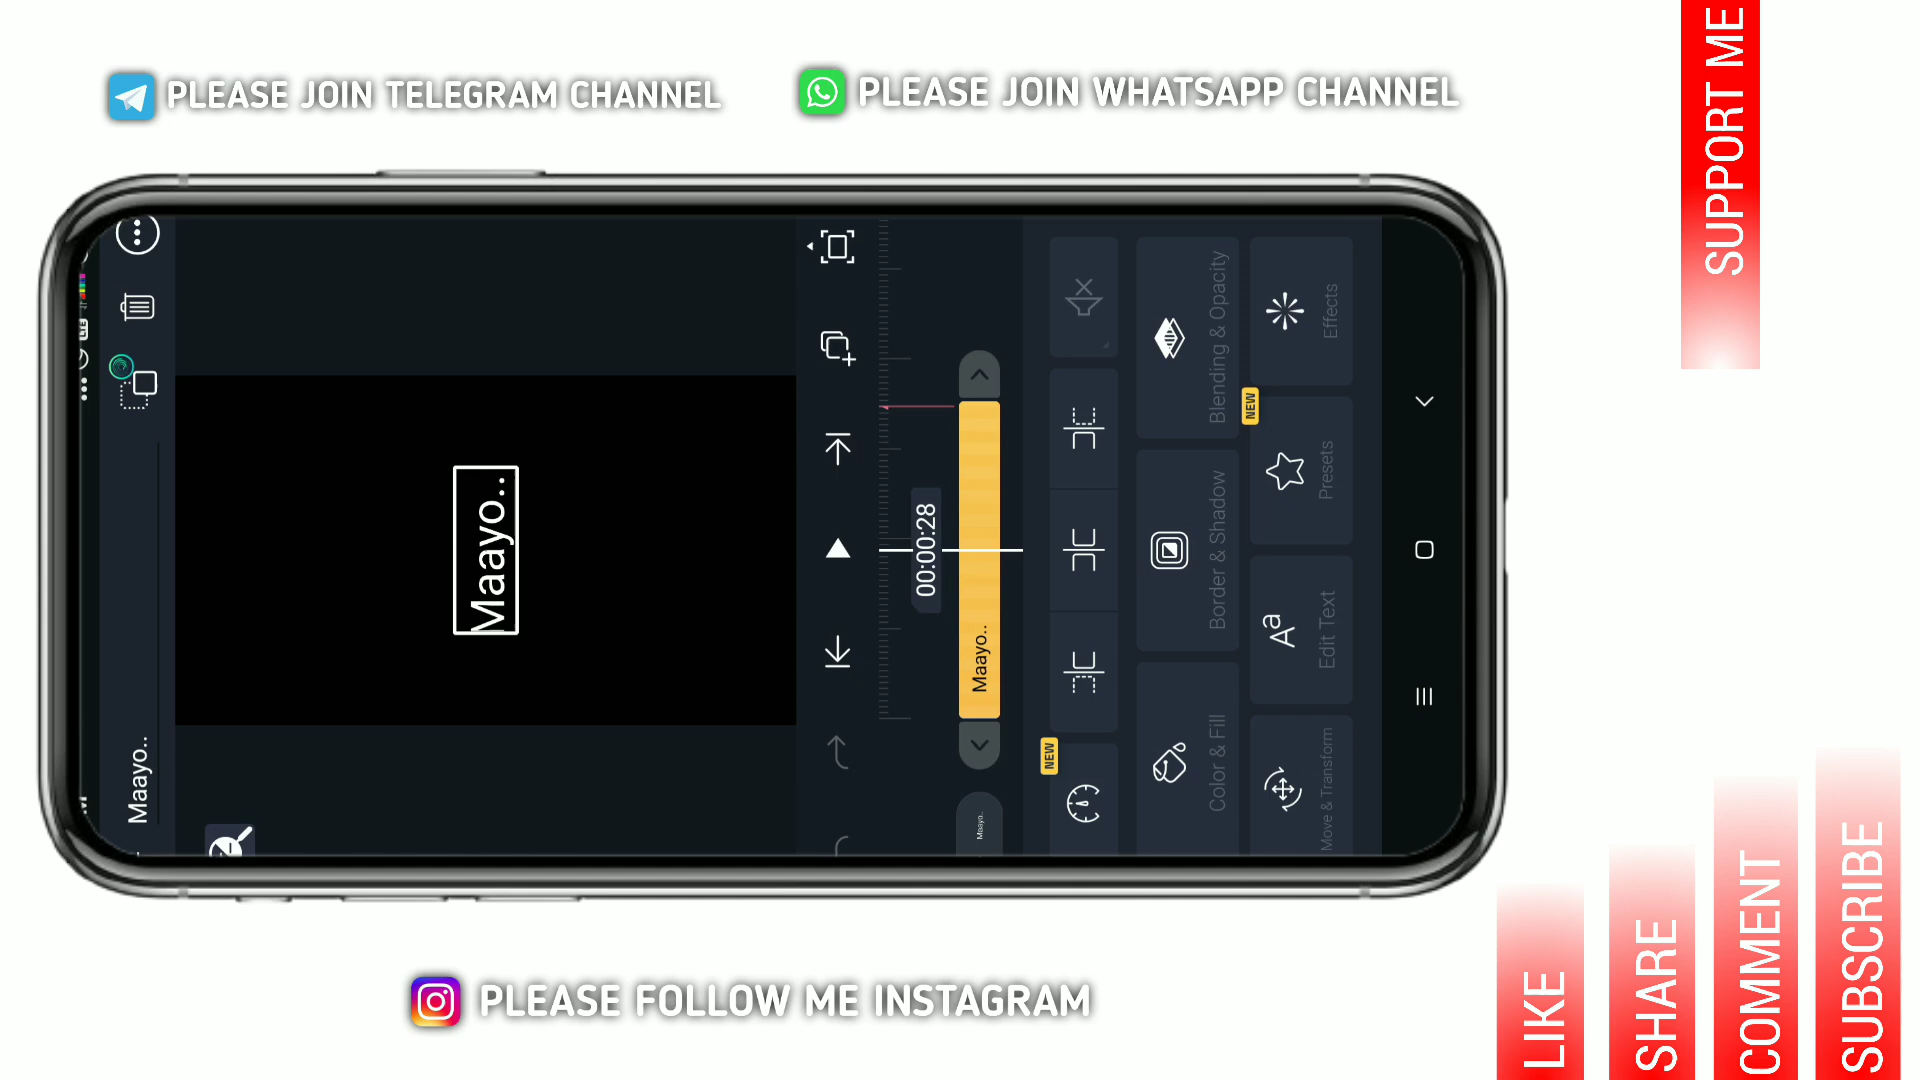 PLEASE JOIN TELEGRAM CHANNEL
PLEASE JOIN WHATSAPP CHANNEL
SUPPORT ME
LTE
Maayo..
Maayo..
00:00:28
Maayo..
Maayo..
NEW
Color & Fill
Border & Shadow
Blending & Opacity
NEW
Move & Transform
Edit Text
Presets
Effects
PLEASE FOLLOW ME INSTAGRAM
LIKE
SHARE
COMMENT
SUBSCRIBE